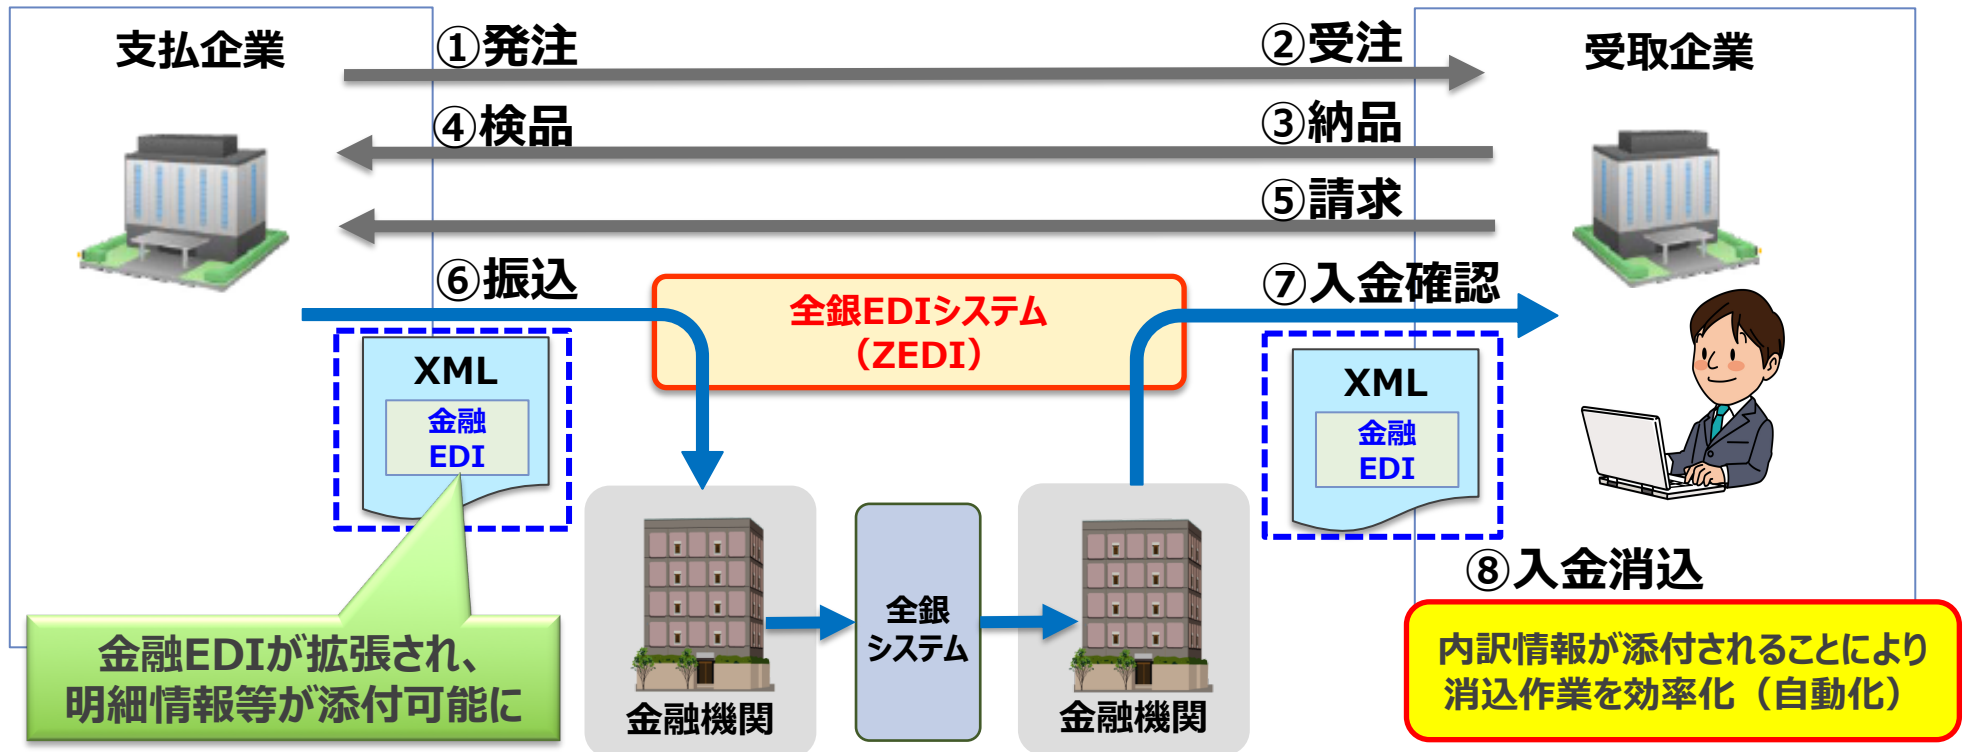 支払企業
①発注
②受注
受取企業
④検品
③納品
⑤請求
⑥振込
全銀EDIシステム
（ZEDI）
⑦入金確認
XML
金融
EDI
XML
金融
EDI
⑧入金消込
全銀
システム
金融機関
金融機関
金融EDIが拡張され、
明細情報等が添付可能に
内訳情報が添付されることにより
消込作業を効率化（自動化）